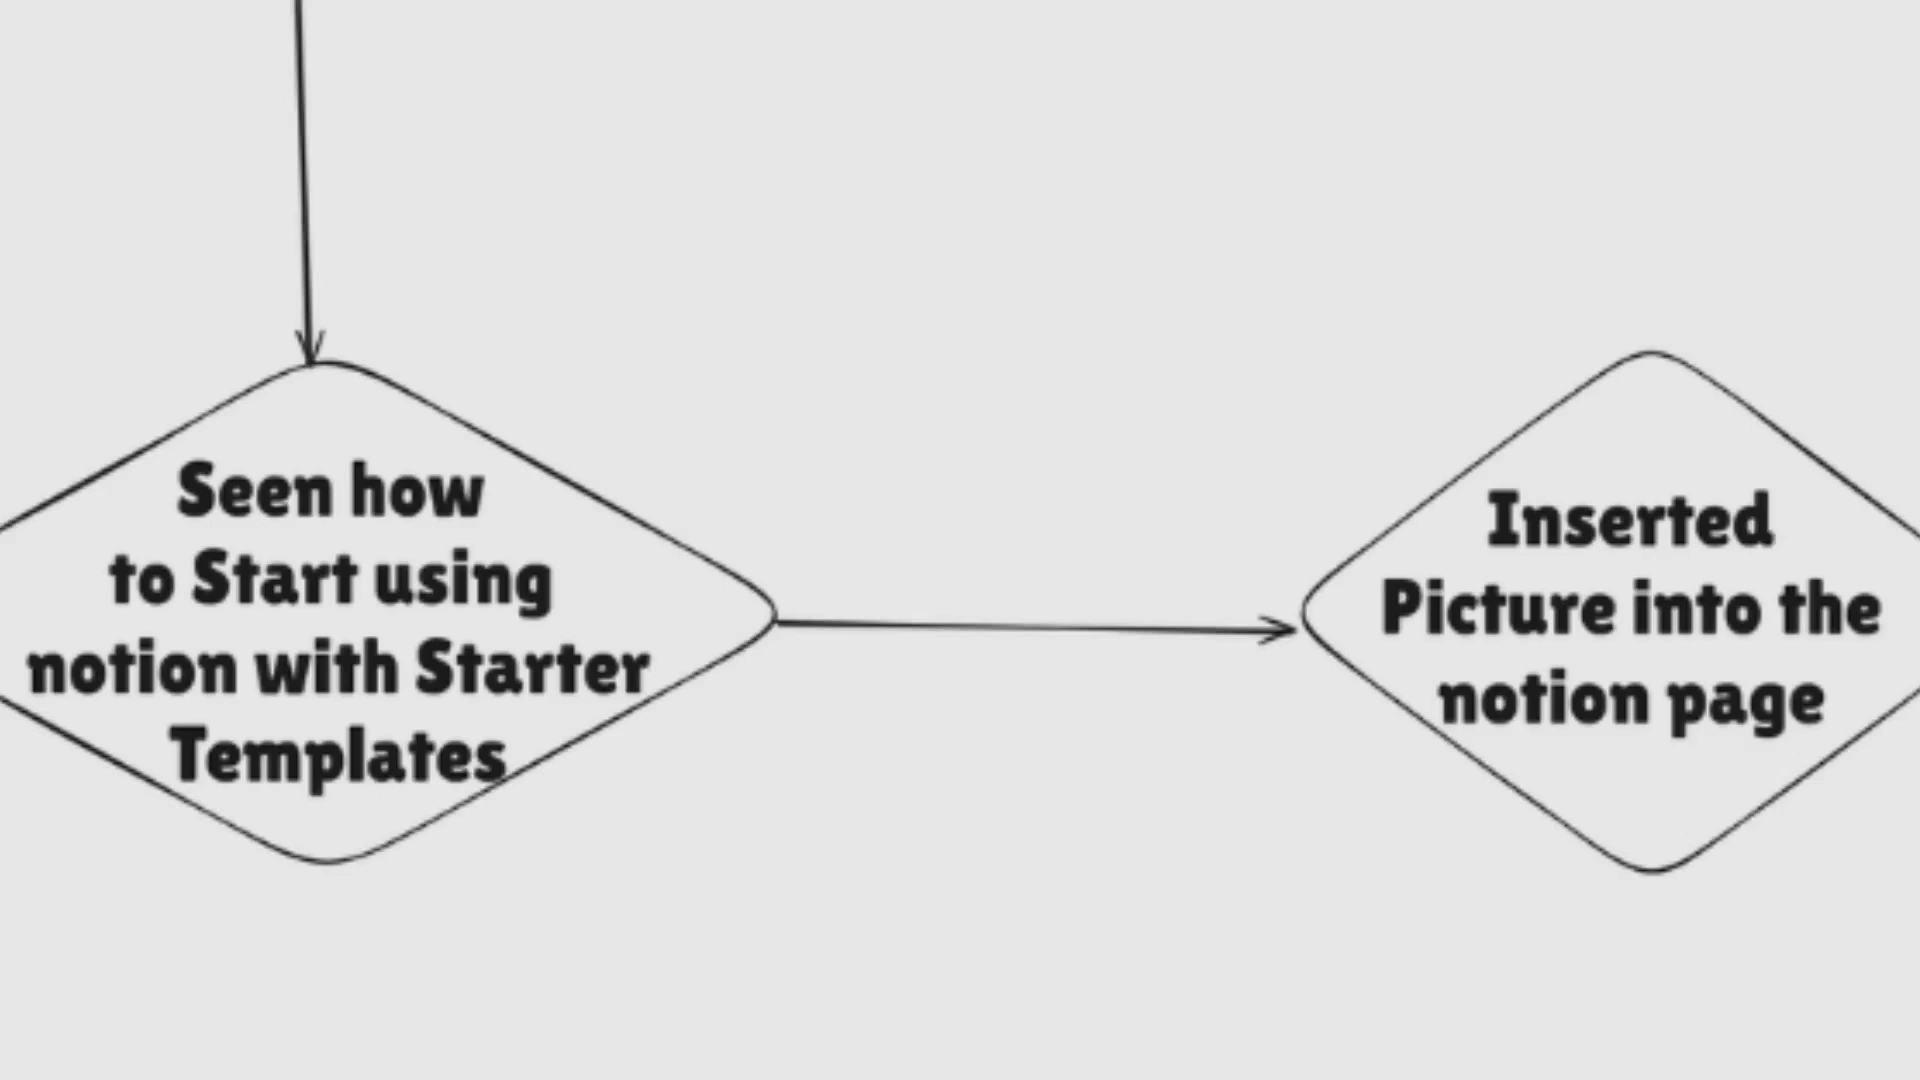 Seen how
to Start using
notion with Starter
Templates
Inserted
Picture into the
notion page